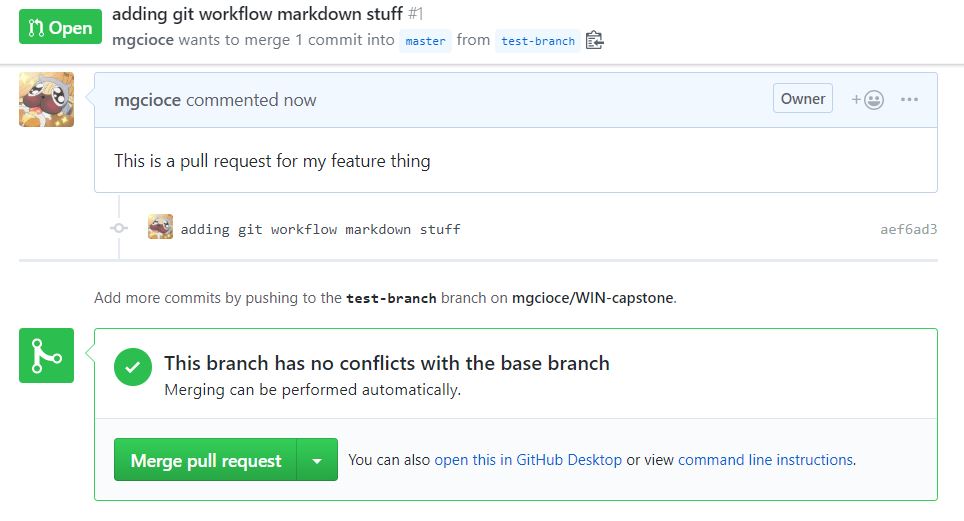 Open
adding git workflow markdown stuff #1
mgcioce wants to merge 1 commit into master from test-branch
mgcioce commented now
Owner
This is a pull request for my feature thing
adding git workflow markdown stuff aef6ad3
Add more commits by pushing to the test-branch branch on mgcioce/WIN-capstone.
This branch has no conflicts with the base branch
Merging can be performed automatically.
Merge pull request
You can also open this in GitHub Desktop or view command line instructions.